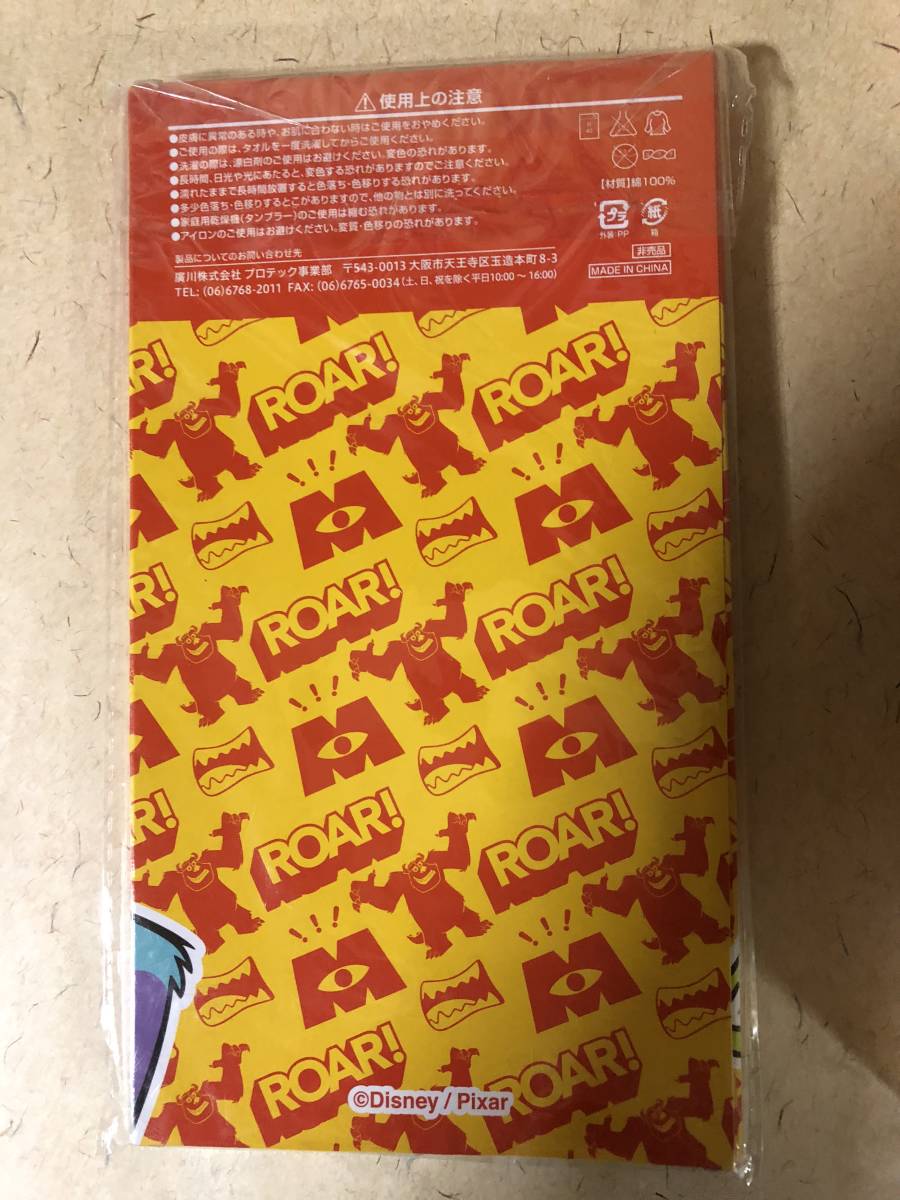 ⚠使用上の注意
●皮膚に異常のある時や、お肌に合わない時はご使用をおやめください。
●ご使用の際は、タオルを一度洗濯してからご使用ください。
●洗濯の際は、漂白剤のご使用はお避けください。変色の恐れがあります。
●長時間、日光や光にあたると、変色する恐れがありますのでご注意ください。
●濡れたままで長時間放置すると色落ち・色移りする恐れがあります。
●多少色落ち・色移りするとこがありますので、他の物とは別に洗ってください。
●家庭用乾燥機(タンブラー)のご使用は縮む恐れがあります。
●アイロンのご使用はお避けください。変質・色移りの恐れがあります。
【材質】綿100%
プラ 紙
外装:PP 箱
非売品
MADE IN CHINA
製品についてのお問い合わせ先
廣川株式会社 プロテック事業部 〒543-0013 大阪市天王寺区玉造本町8-3
TEL: (06)6768-2011 FAX: (06)6765-0034 (土、日、祝を除く平日10:00 〜 16:00)
R! ROAR! ROAR!
!!! !!!
M M
R! ROAR! ROAR!
!!! !!!
M M
R! ROAR! ROAR!
!!! !!!
M M
ROAR! ROAR!
©Disney / Pixar